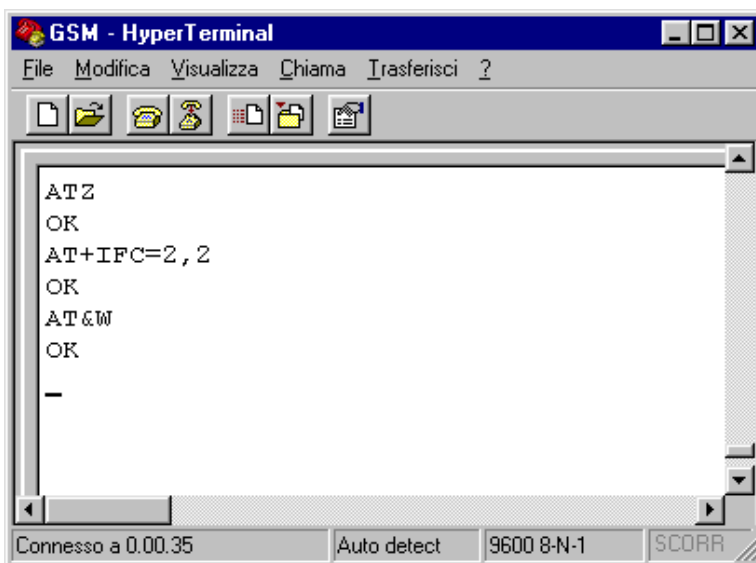 GSM - HyperTerminal
File Modifica Visualizza Chiama Trasferisci ?
ATZ
OK
AT+IFC=2,2
OK
AT&W
OK
Connesso a 0.00.35 Auto detect 9600 8-N-1 SCORR